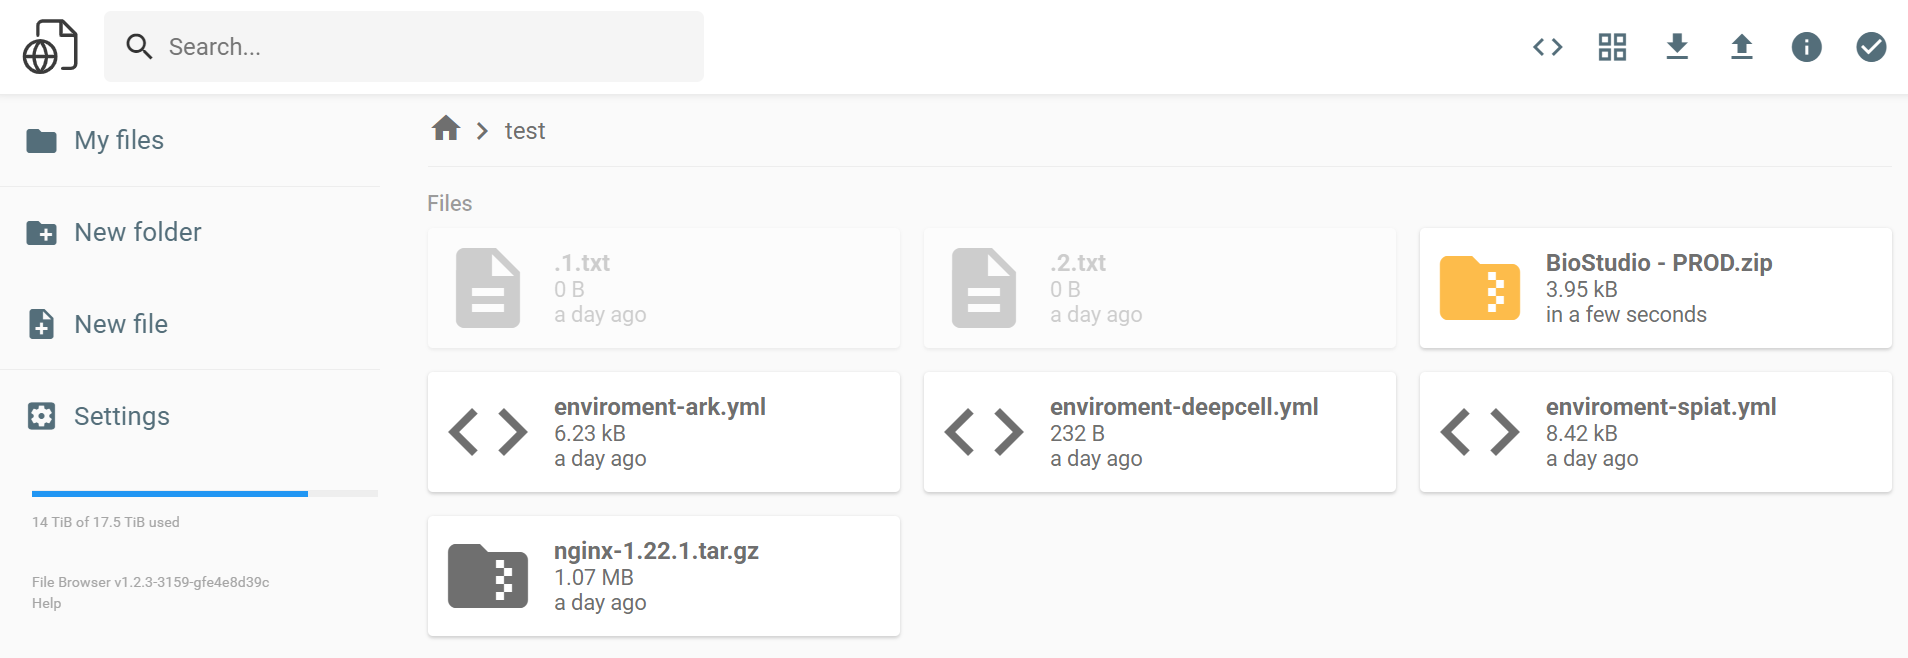 Search...
My files
New folder
New file
Settings
14 TiB of 17.5 TiB used
File Browser v1.2.3-3159-gfe4e8d39c
Help
test
Files
.1.txt
0 B
a day ago
.2.txt
0 B
a day ago
BioStudio - PROD.zip
3.95 kB
in a few seconds
enviroment-ark.yml
6.23 kB
a day ago
enviroment-deepcell.yml
232 B
a day ago
enviroment-spiat.yml
8.42 kB
a day ago
nginx-1.22.1.tar.gz
1.07 MB
a day ago